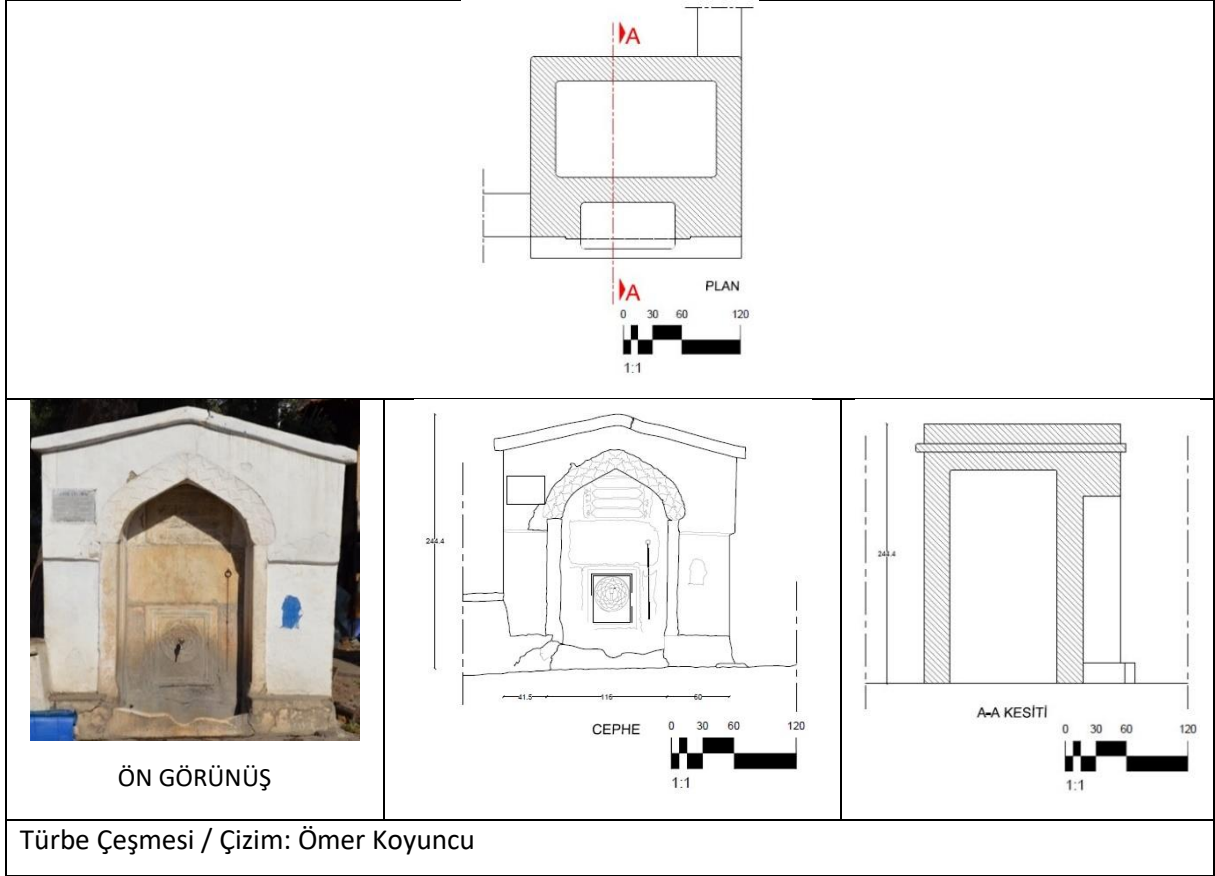 A
A
PLAN
0 30 60 120
1:1
244.4
41.5 116 60
CEPHE
0 30 60 120
1:1
244.4
A-A KESİTİ
0 30 60 120
1:1
ÖN GÖRÜNÜŞ
Türbe Çeşmesi / Çizim: Ömer Koyuncu